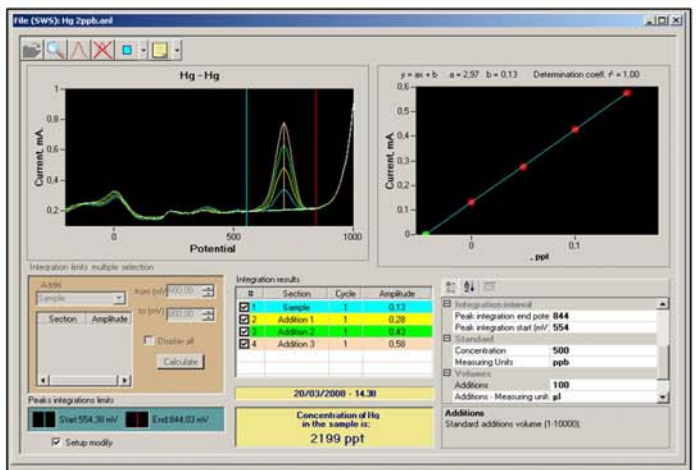 File (SWS): Hg 2ppb.anl
Hg - Hg
Current, mA.
1
0.8
0.6
0.4
0.2
0
500
1000
Potential
y = ax + b a = 2,97 b = 0,13 Determination coeff. r² = 1,00
Current, mA.
0,6
0,4
0,2
0
0
0,1
, ppt
Integration limits multiple selection
Addit
Sample
from (mV) 500,00
to (mV)
Section Amplitude
Display all
Calculate
Peaks integrations limits
Start:554,38 mV End:844,03 mV
Setup modify
Integration results
# Section Cycle Amplitude
1 Sample 1 0,13
2 Addition 1 1 0,28
3 Addition 2 1 0,43
4 Addition 3 1 0,58
20/03/2008 - 14.38
Concentration of Hg
in the sample is:
2199 ppt
Integration interval
Peak integration end pote 844
Peak integration start (mV) 554
Standard
Concentration 500
Measuring Units ppb
Volumes
Additions 100
Additions - Measuring unit: µl
Additions
Standard additions volume (1-10000);